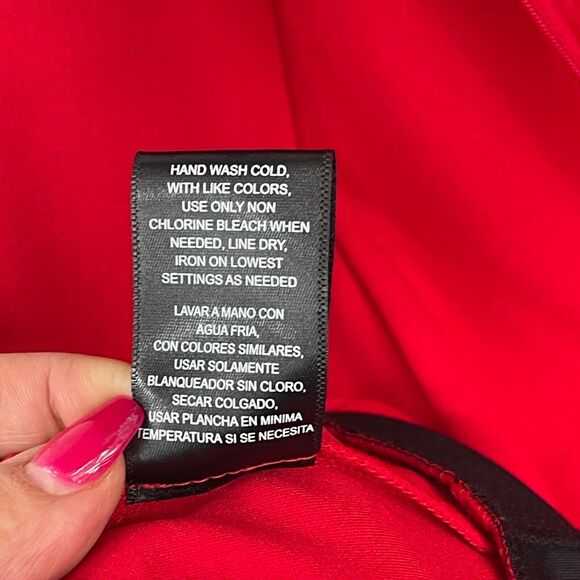 HAND WASH COLD,
WITH LIKE COLORS,
USE ONLY NON
CHLORINE BLEACH WHEN
NEEDED, LINE DRY,
IRON ON LOWEST
SETTINGS AS NEEDED
LAVAR A MANO CON
AGUA FRIA,
CON COLORES SIMILARES,
USAR SOLAMENTE
BLANQUEADOR SIN CLORO,
SECAR COLGADO,
USAR PLANCHA EN MINIMA
TEMPERATURA SI SE NECESITA